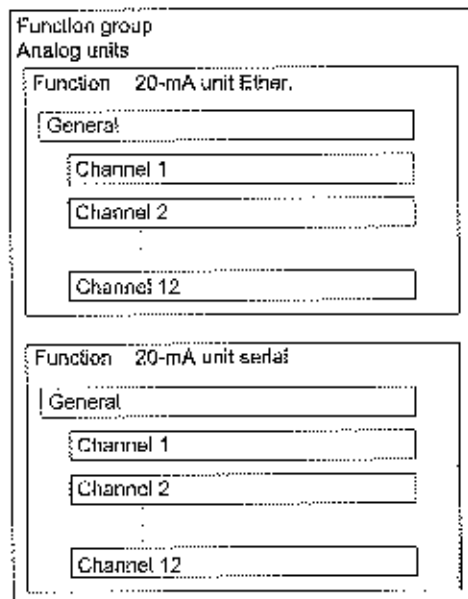 Function group
Analog units
Function 20-mA unit Ether.
General
Channel 1
Channel 2
Channel 12
Function 20-mA unit serial
General
Channel 1
Channel 2
Channel 12